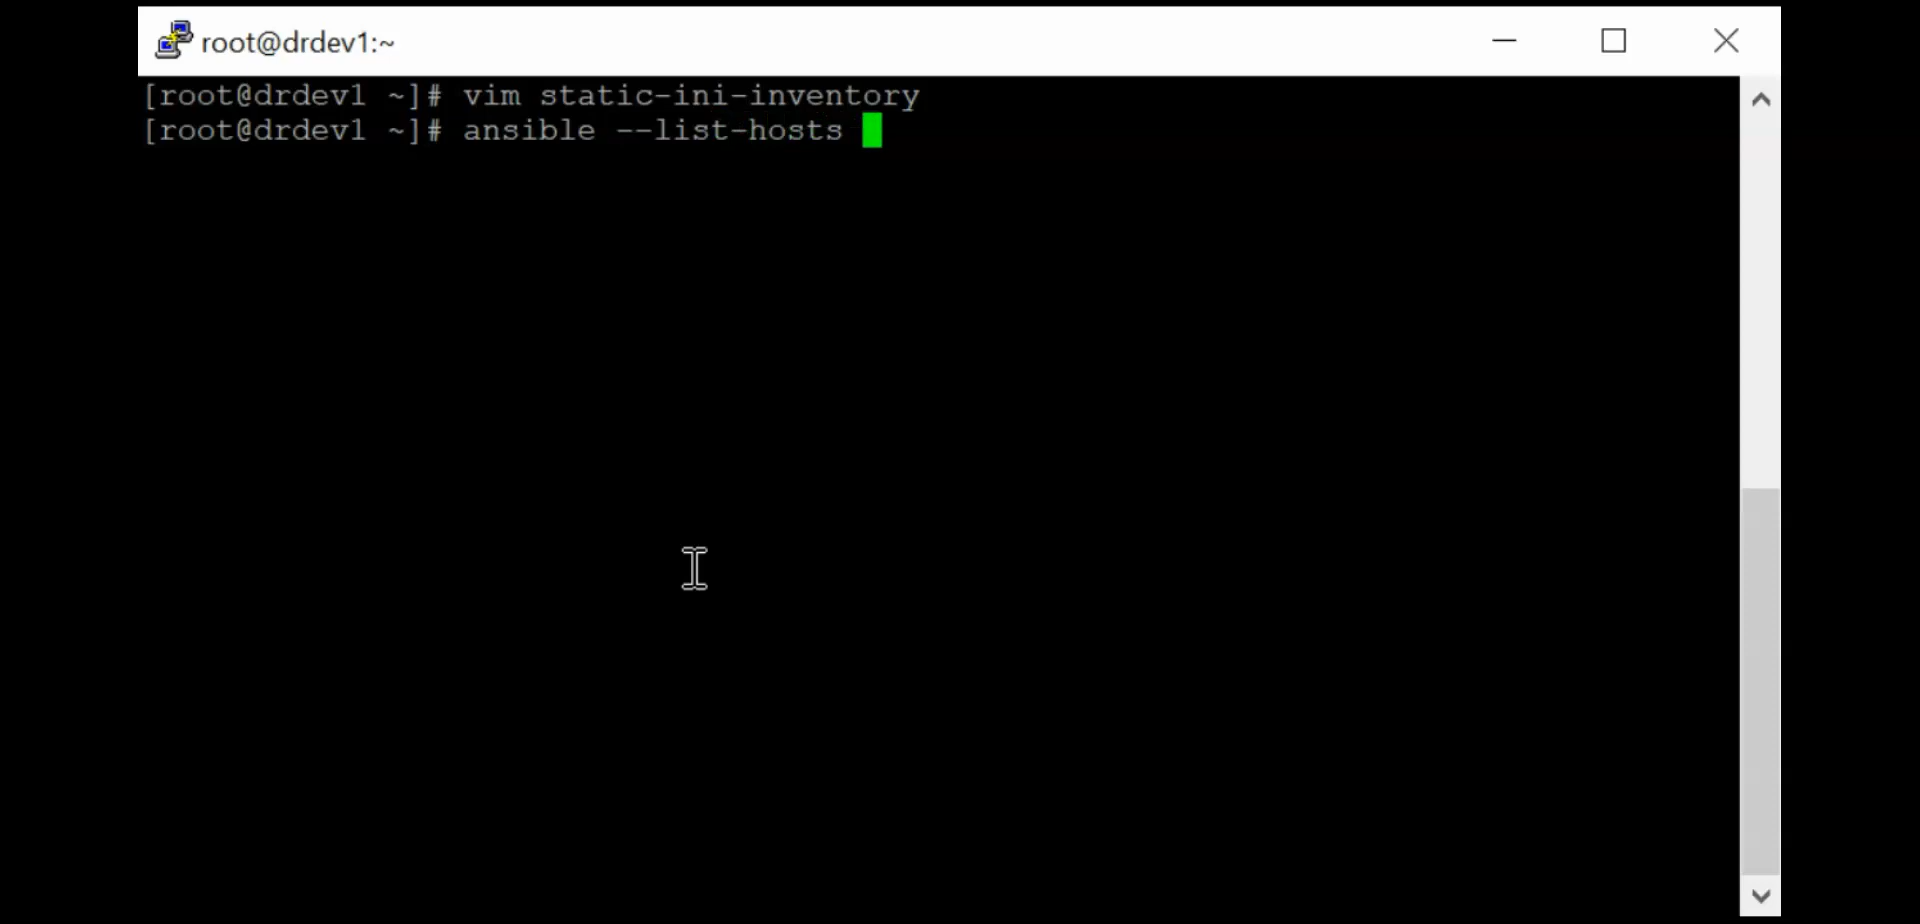 root@drdev1:~
[root@drdev1 ~]# vim static-ini-inventory
[root@drdev1 ~]# ansible --list-hosts